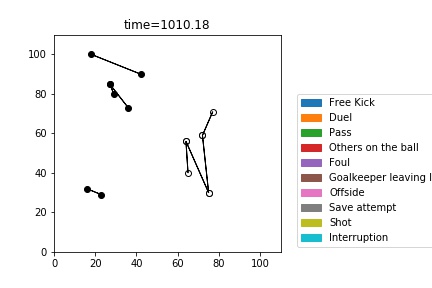 time=1010.18
100
80
60
40
20
0
0 20 40 60 80 100
Free Kick
Duel
Pass
Others on the ball
Foul
Goalkeeper leaving l
Offside
Save attempt
Shot
Interruption